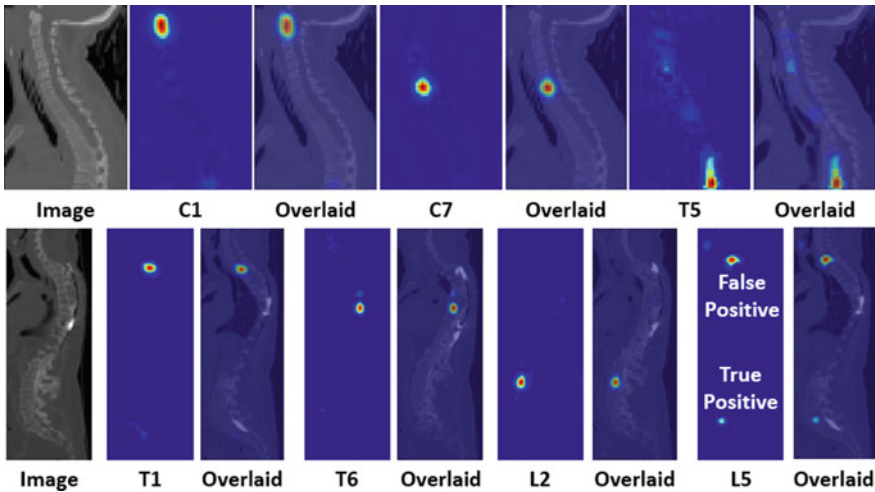 Image C1 Overlaid C7 Overlaid T5 Overlaid
False
Positive
True
Positive
Image T1 Overlaid T6 Overlaid L2 Overlaid L5 Overlaid